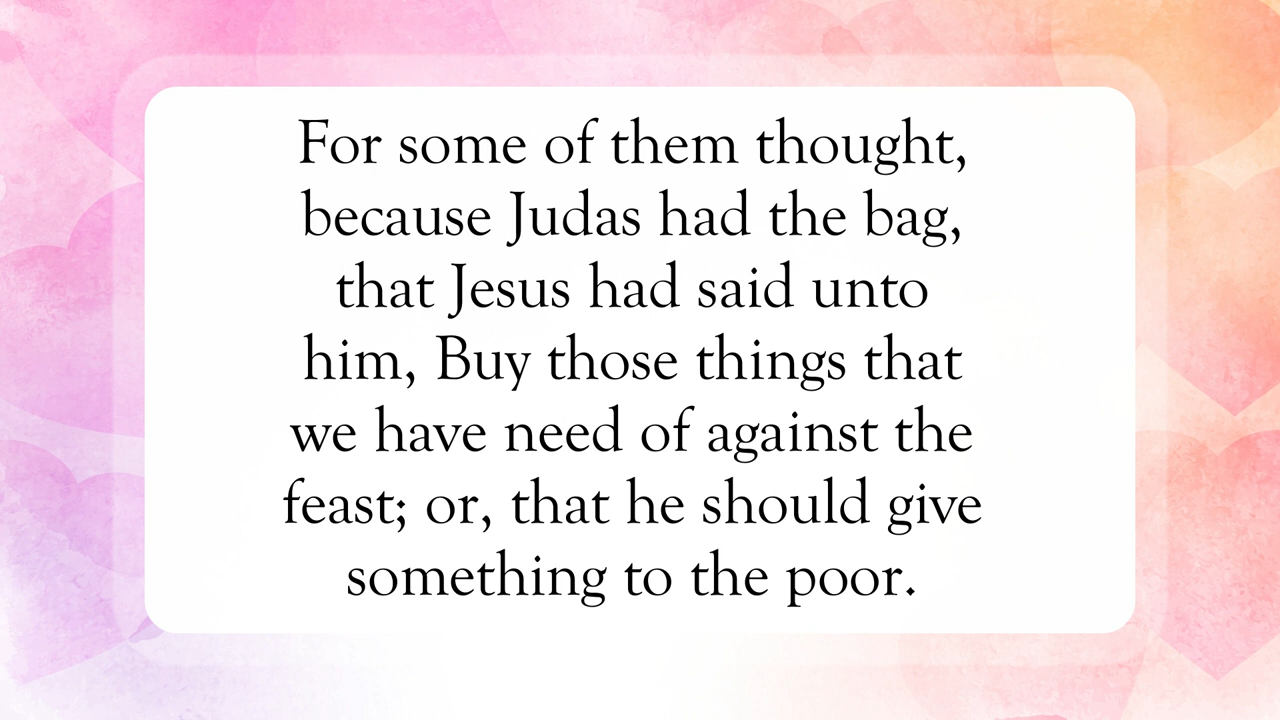 For some of them thought,
because Judas had the bag,
that Jesus had said unto
him, Buy those things that
we have need of against the
feast; or, that he should give
something to the poor.